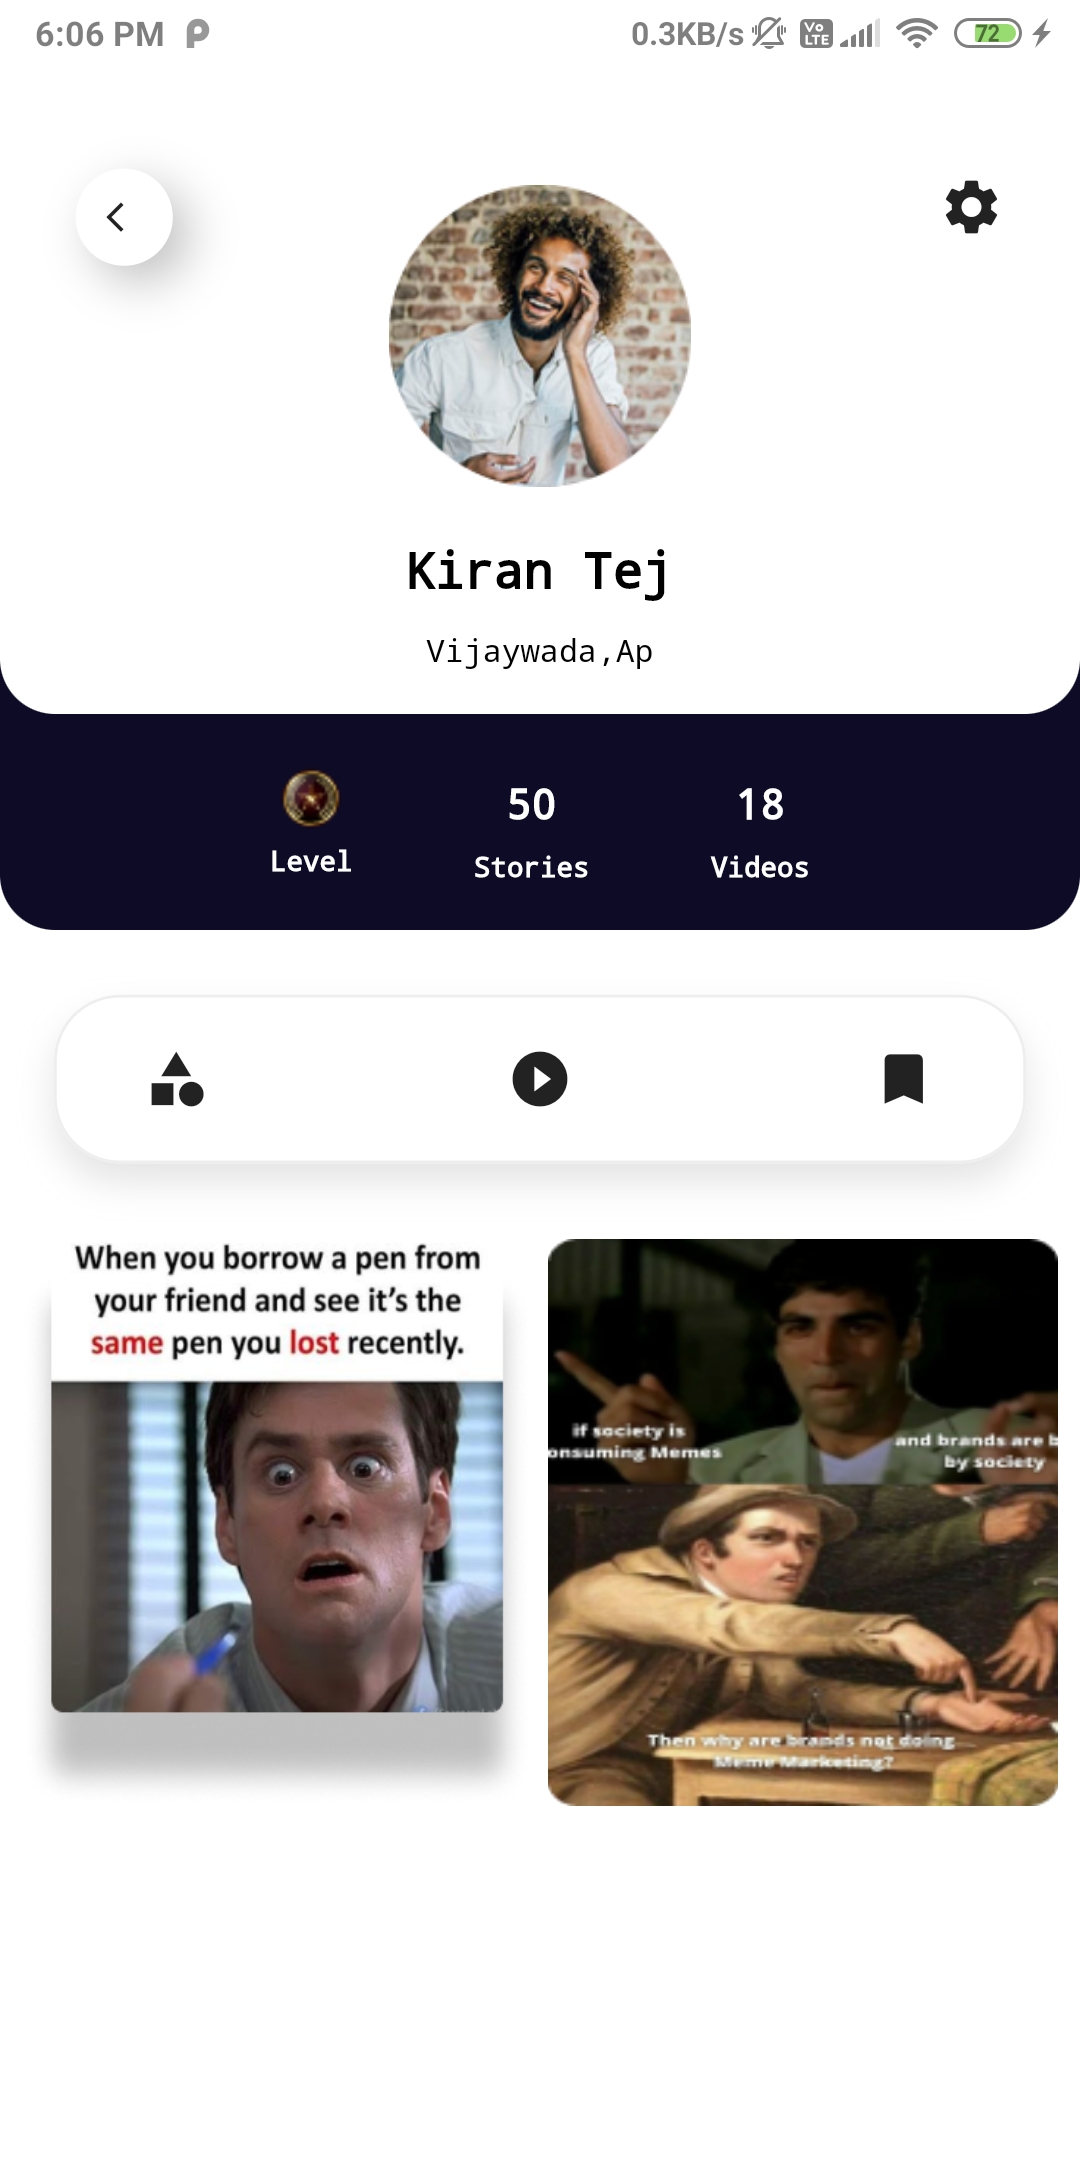 6:06 PM
0.3KB/s
Vo
LTE
72
Kiran Tej
Vijaywada,Ap
50
18
Level
Stories
Videos
When you borrow a pen from
your friend and see it's the
same pen you lost recently.
if society is
onsuming Memes
and brands are b
by society
Then why are brands not doing
Meme Marketing?